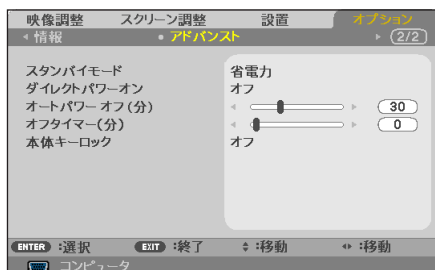 映像調整 スクリーン調整 設置 オプション
情報 アドバンスト (2/2)
スタンバイモード 省電力
ダイレクトパワーオン オフ
オートパワー オフ(分) 30
オフタイマー(分) 0
本体キーロック オフ
ENTER :選択 EXIT :終了 :移動 :移動
コンピュータ